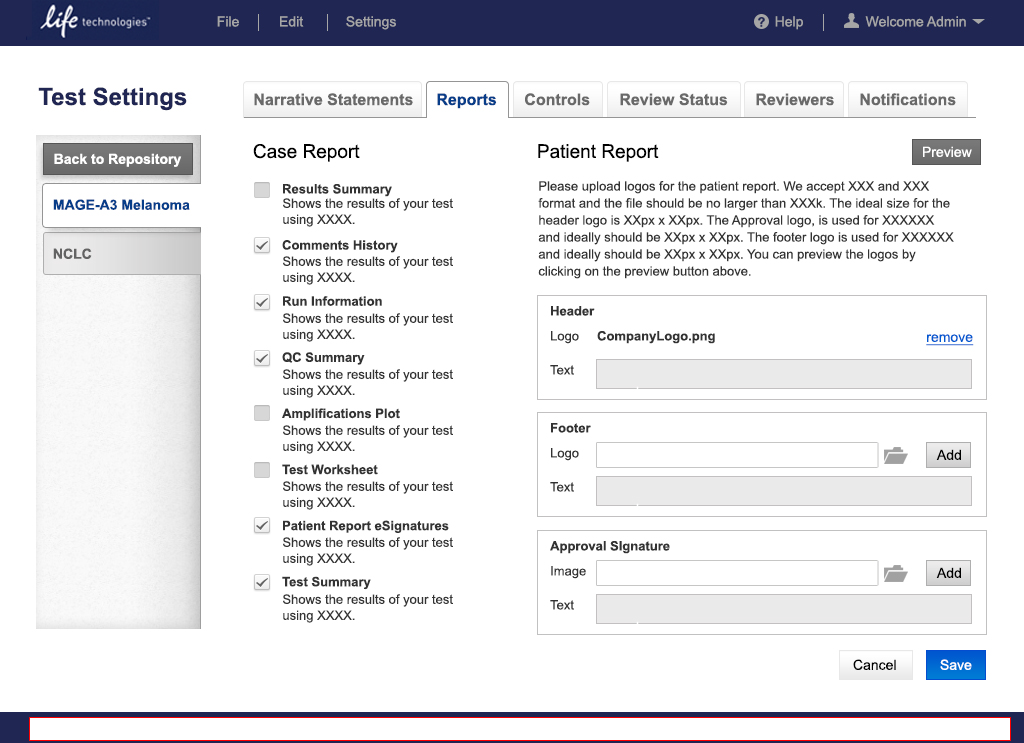 life technologies™
File
Edit
Settings
Help
Welcome Admin
Test Settings
Narrative Statements
Reports
Controls
Review Status
Reviewers
Notifications
Back to Repository
MAGE-A3 Melanoma
NCLC
Case Report
Results Summary
Shows the results of your test
using XXXX.
Comments History
Shows the results of your test
using XXXX.
Run Information
Shows the results of your test
using XXXX.
QC Summary
Shows the results of your test
using XXXX.
Amplifications Plot
Shows the results of your test
using XXXX.
Test Worksheet
Shows the results of your test
using XXXX.
Patient Report eSignatures
Shows the results of your test
using XXXX.
Test Summary
Shows the results of your test
using XXXX.
Patient Report
Preview
Please upload logos for the patient report. We accept XXX and XXX
format and the file should be no larger than XXXk. The ideal size for the
header logo is XXpx x XXpx. The Approval logo, is used for XXXXXX
and ideally should be XXpx x XXpx. The footer logo is used for XXXXXX
and ideally should be XXpx x XXpx. You can preview the logos by
clicking on the preview button above.
Header
Logo CompanyLogo.png remove
Text
Footer
Logo Add
Text
Approval SIgnature
Image Add
Text
Cancel
Save